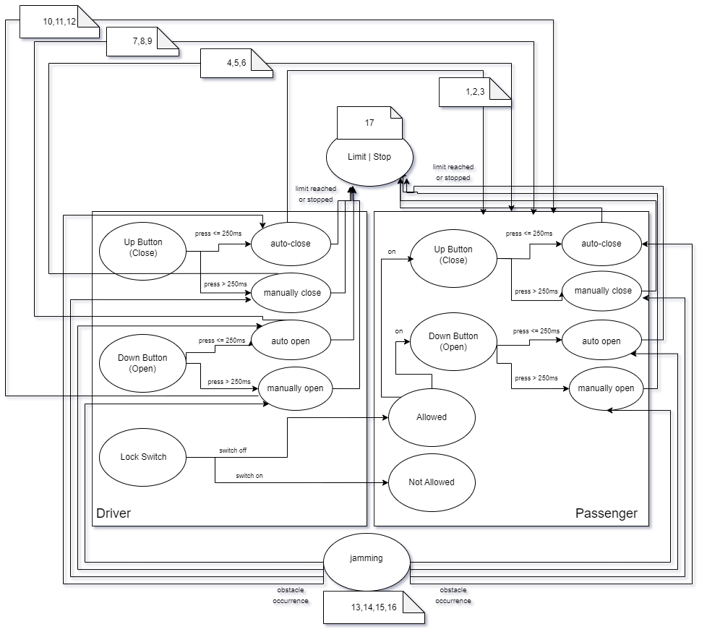 10,11,12
7,8,9
4,5,6
1,2,3
17
Limit | Stop
limit reached
or stopped
limit reached
or stopped
Up Button
(Close)
press <= 250ms
auto-close
press > 250ms
manually close
Down Button
(Open)
press <= 250ms
auto open
press > 250ms
manually open
Lock Switch
switch off
switch on
Driver
on
Up Button
(Close)
press <= 250ms
auto-close
press > 250ms
manually close
on
Down Button
(Open)
press <= 250ms
auto open
press > 250ms
manually open
Allowed
Not Allowed
Passenger
jamming
obstacle
occurrence
obstacle
occurrence
13,14,15,16